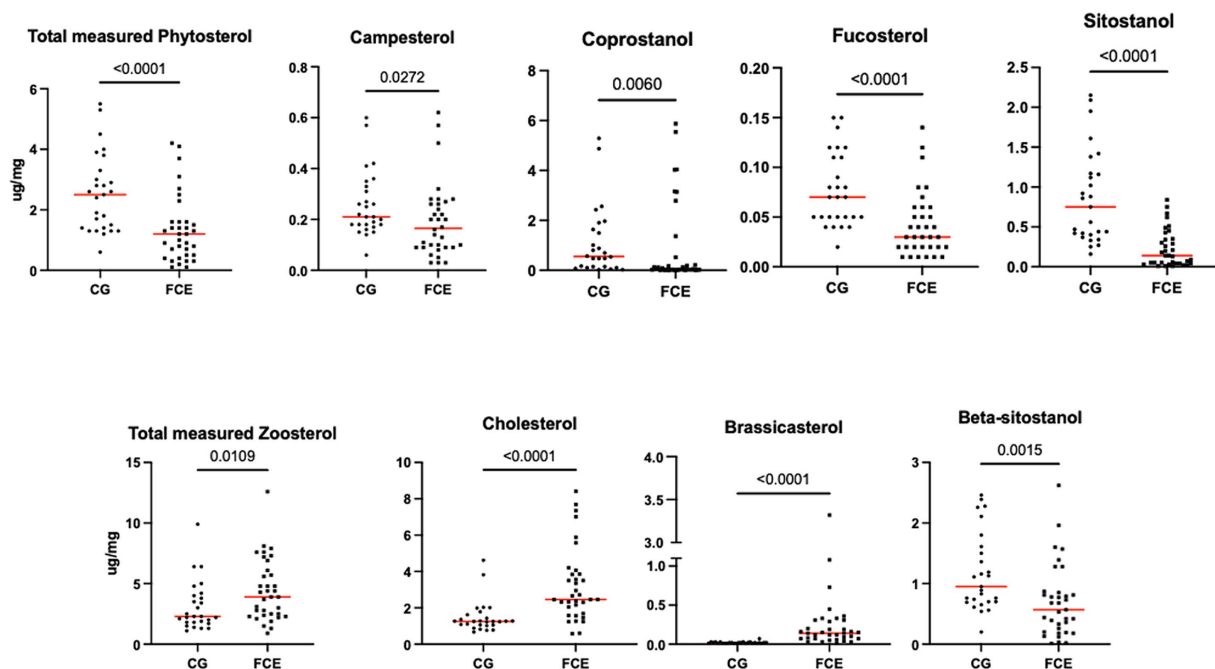 Total measured Phytosterol
<0.0001
ug/mg
6
4
2
0
CG FCE
Campesterol
0.0272
0.8
0.6
0.4
0.2
0.0
CG FCE
Coprostanol
0.0060
8
6
4
2
0
CG FCE
Fucosterol
<0.0001
0.20
0.15
0.10
0.05
0.00
CG FCE
Sitostanol
<0.0001
2.5
2.0
1.5
1.0
0.5
0.0
CG FCE
Total measured Zoosterol
0.0109
ug/mg
15
10
5
0
CG FCE
Cholesterol
<0.0001
10
8
6
4
2
0
CG FCE
Brassicasterol
<0.0001
4.0
3.5
3.0
1.0
0.5
0.0
CG FCE
Beta-sitostanol
0.0015
3
2
1
0
CG FCE